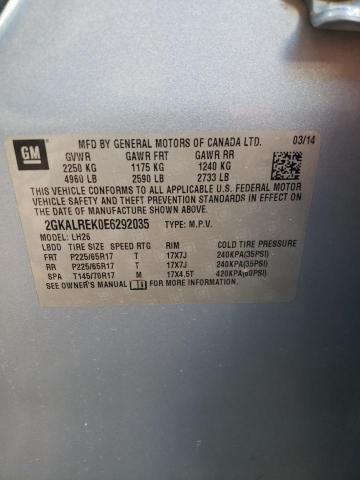 GM
MFD BY GENERAL MOTORS OF CANADA LTD. 03/14
GVWR GAWR FRT GAWR RR
2250 KG 1175 KG 1240 KG
4960 LB 2590 LB 2733 LB
THIS VEHICLE CONFORMS TO ALL APPLICABLE U.S. FEDERAL MOTOR
VEHICLE SAFETY AND THEFT PREVENTION STANDARDS IN EFFECT ON THE
DATE OF MANUFACTURE SHOWN ABOVE.
2GKALREK0E6292035 TYPE: M.P.V.
MODEL: LH26
LBDD TIRE SIZE SPEED RTG RIM COLD TIRE PRESSURE
FRT P225/65R17 T 17X7J 240KPA(35PSI)
RR P225/65R17 T 17X7J 240KPA(35PSI)
SPA T145/70R17 M 17X4.5T 420KPA(60PSI)
SEE OWNER'S MANUAL FOR MORE INFORMATION